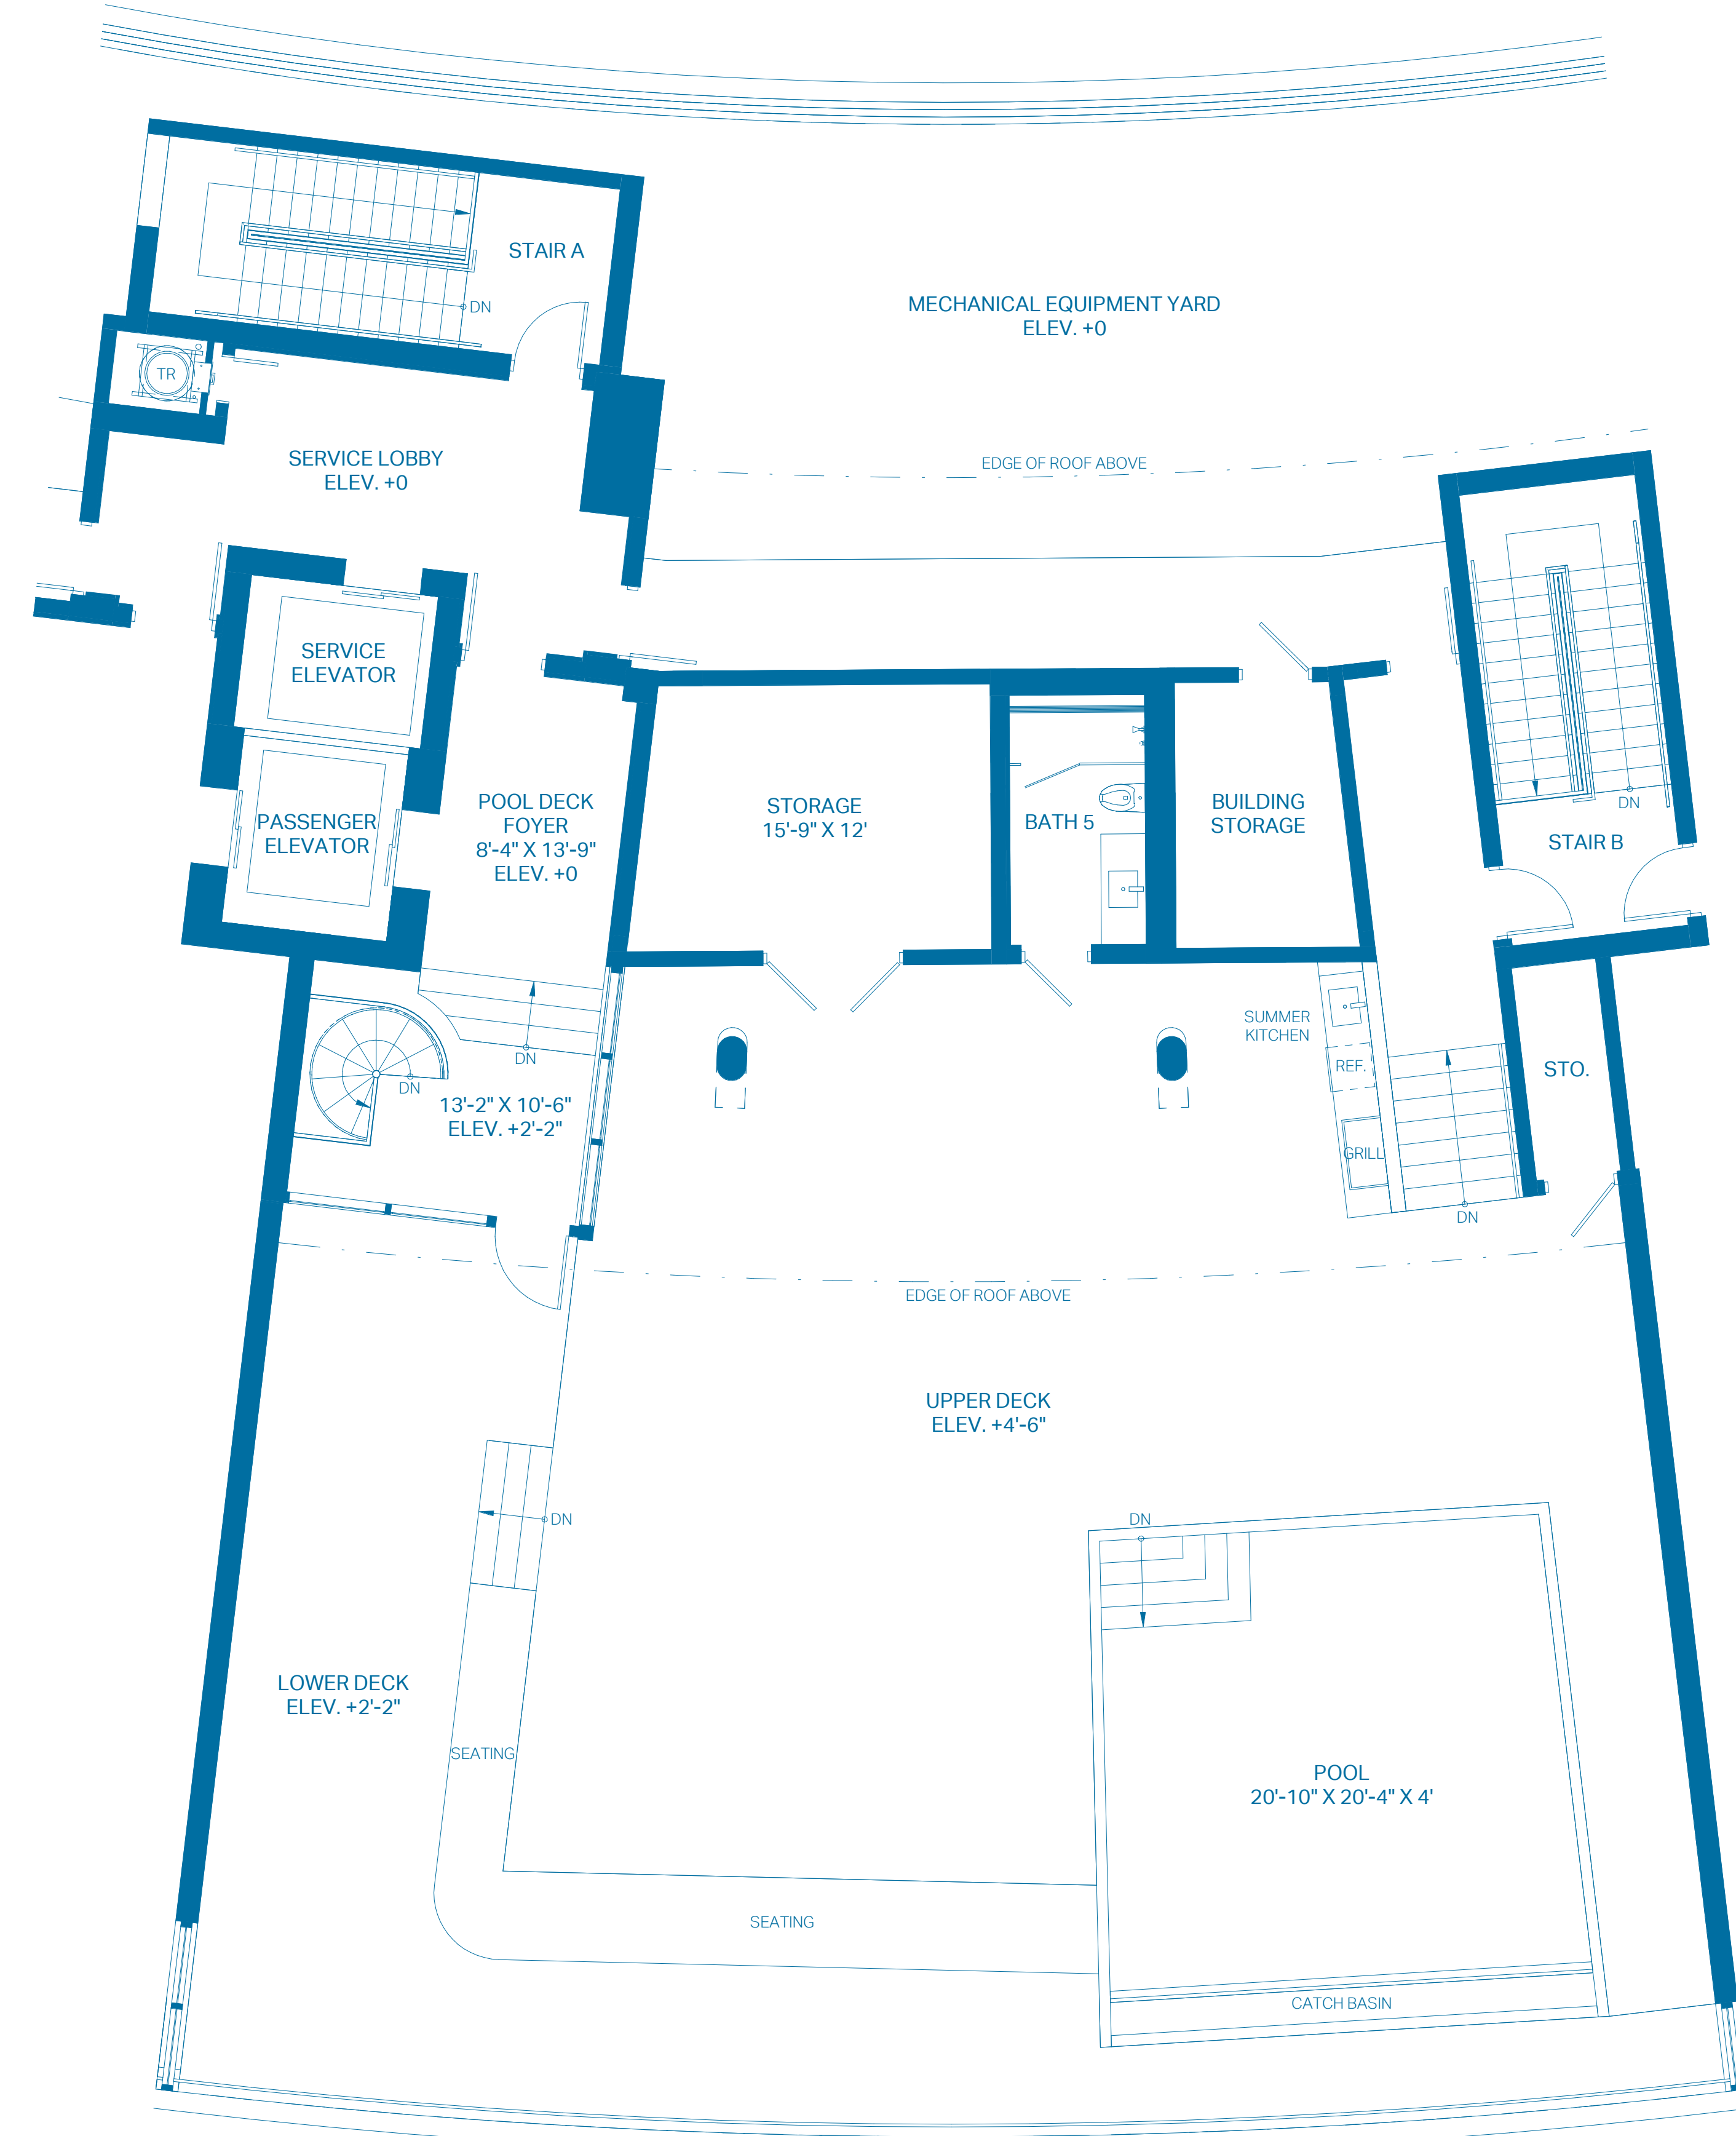 STAIR A
DN
MECHANICAL EQUIPMENT YARD
ELEV. +0
TR
SERVICE LOBBY
ELEV. +0
EDGE OF ROOF ABOVE
SERVICE
ELEVATOR
PASSENGER
ELEVATOR
POOL DECK
FOYER
8'-4" X 13'-9"
ELEV. +0
STORAGE
15'-9" X 12'
BATH 5
BUILDING
STORAGE
DN
STAIR B
SUMMER
KITCHEN
REF.
GRILL
STO.
DN
DN
DN
13'-2" X 10'-6"
ELEV. +2'-2"
EDGE OF ROOF ABOVE
UPPER DECK
ELEV. +4'-6"
DN
DN
LOWER DECK
ELEV. +2'-2"
SEATING
POOL
20'-10" X 20'-4" X 4'
SEATING
CATCH BASIN